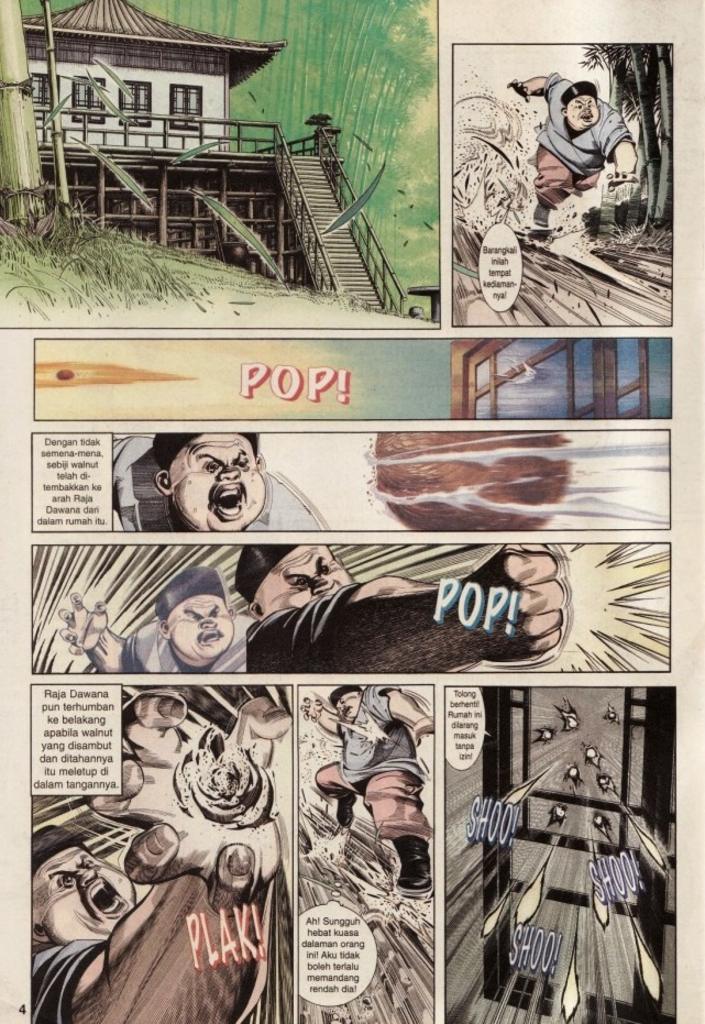 Barangkali
inilah
tempat
kediaman-
nya!
POP!
Dengan tidak
semena-mena,
sebiji walnut
telah di-
tembakkan ke
arah Raja
Dawana dari
dalam rumah itu.
POP!
Raja Dawana
pun terhumban
ke belakang
apabila walnut
yang disambut
dan ditahannya
itu meletup di
dalam tangannya.
PLAK!
Ah! Sungguh
hebat kuasa
dalaman orang
ini! Aku tidak
boleh terlalu
memandang
rendah dia!
Tolong
berhenti!
Rumah ini
dilarang
masuk
tanpa
izin!
SHOO!
SHOO!
SHOO!
4